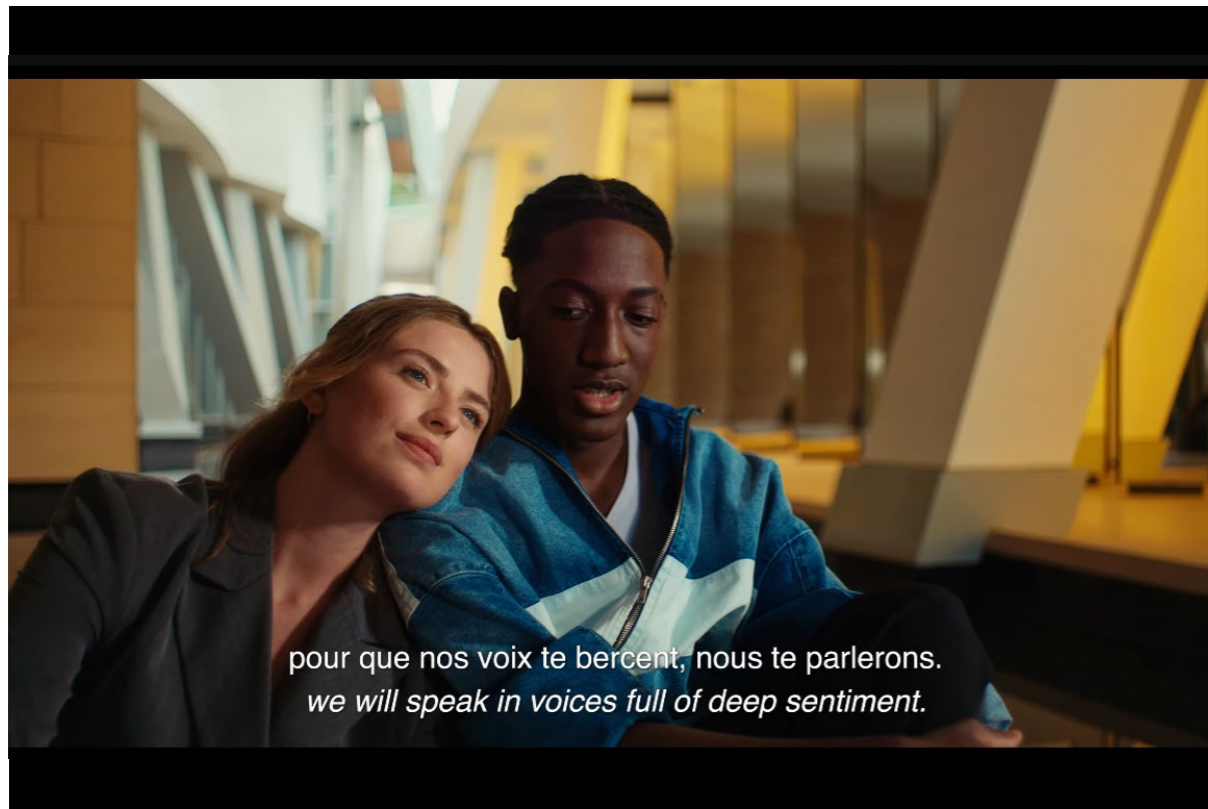 pour que nos voix te bercent, nous te parlerons.
we will speak in voices full of deep sentiment.